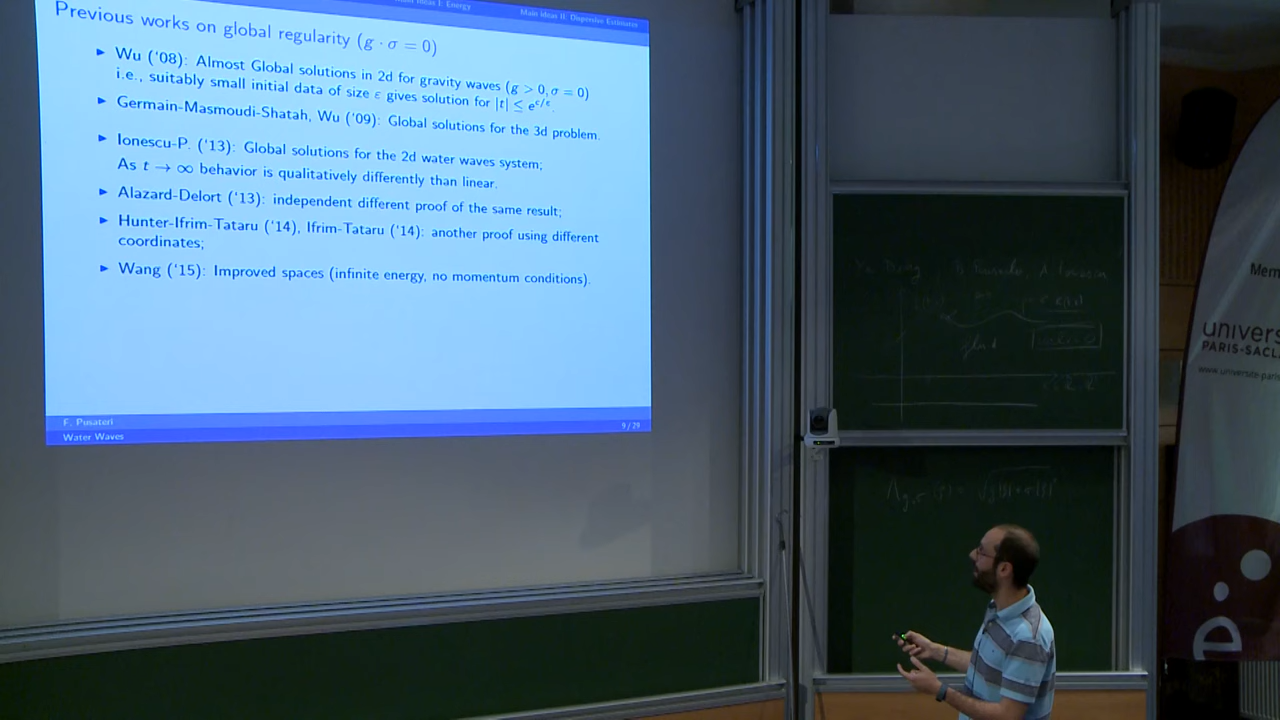 Main Ideas I: Energy
Main Ideas II: Dispersive Estimates
Previous works on global regularity (g · σ = 0)
► Wu ('08): Almost Global solutions in 2d for gravity waves (g > 0, σ = 0)
i.e., suitably small initial data of size ε gives solution for |t| ≤ e^{c/ε}.
► Germain-Masmoudi-Shatah, Wu ('09): Global solutions for the 3d problem.
► Ionescu-P. ('13): Global solutions for the 2d water waves system;
As t → ∞ behavior is qualitatively differently than linear.
► Alazard-Delort ('13): independent different proof of the same result;
► Hunter-Ifrim-Tataru ('14), Ifrim-Tataru ('14): another proof using different
coordinates;
► Wang ('15): Improved spaces (infinite energy, no momentum conditions).
F. Pusateri
9 / 29
Water Waves
Mem
univers
PARIS-SACL